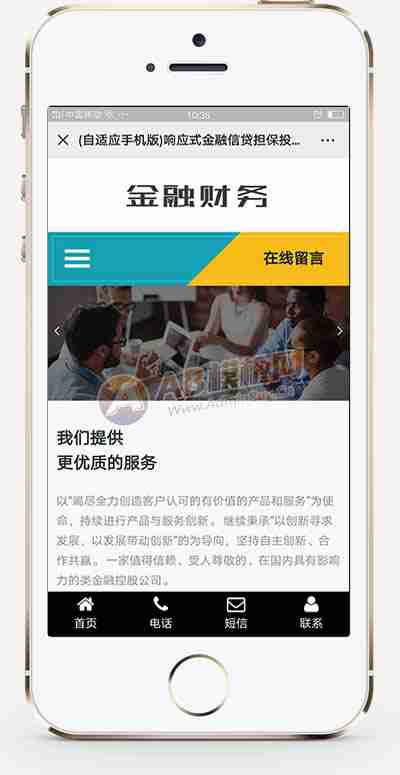 中国移动
10:36
(自适应手机版)响应式金融信贷担保投...
金融财务
在线留言
AB模板网
我们提供
更优质的服务
以“竭尽全力创造客户认可的有价值的产品和服务”为使
命，持续进行产品与服务创新。 继续秉承“以创新寻求
发展，以发展带动创新”的为导向，坚持自主创新、合
作共赢。 一家值得信赖、受人尊敬的，在国内具有影响
力的类金融控股公司。
首页 电话 短信 联系